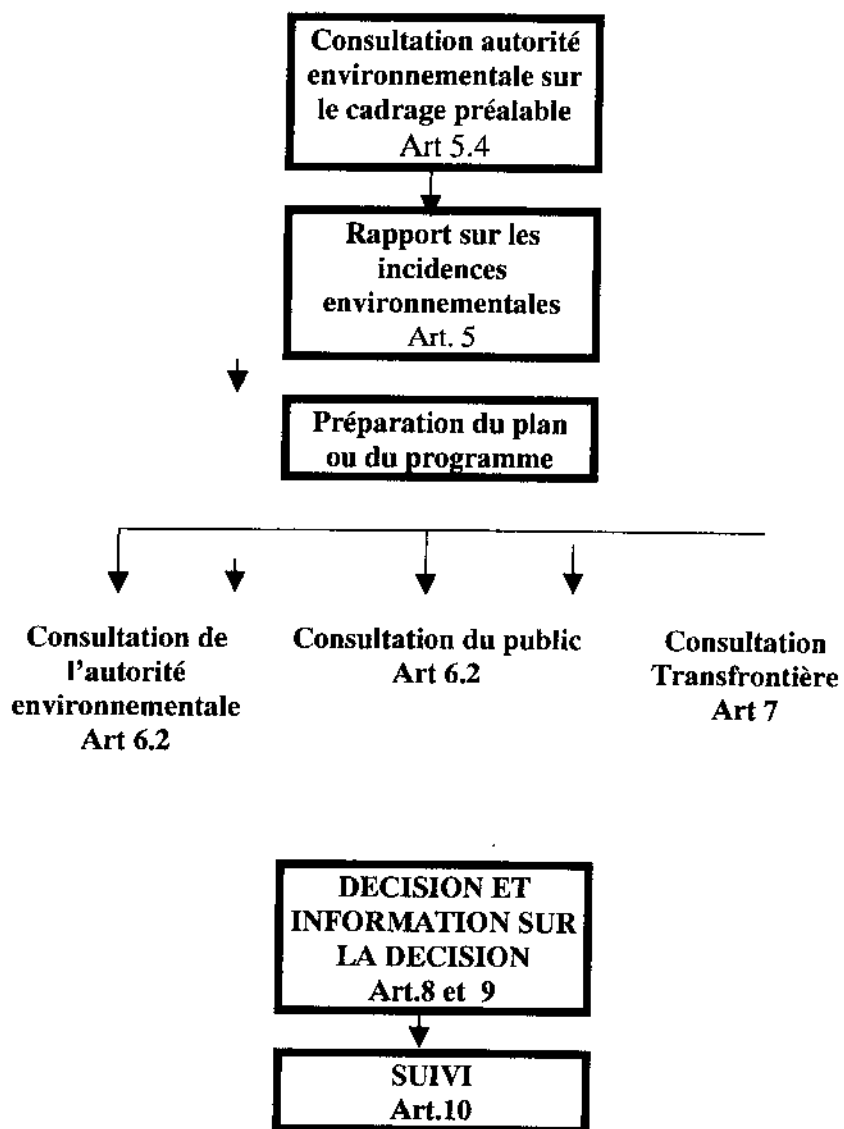 Consultation autorité
environnementale sur
le cadrage préalable
Art 5.4
Rapport sur les
incidences
environnementales
Art. 5
Préparation du plan
ou du programme
Consultation de
l'autorité
environnementale
Art 6.2
Consultation du public
Art 6.2
Consultation
Transfrontière
Art 7
DECISION ET
INFORMATION SUR
LA DECISION
Art.8 et 9
SUIVI
Art.10